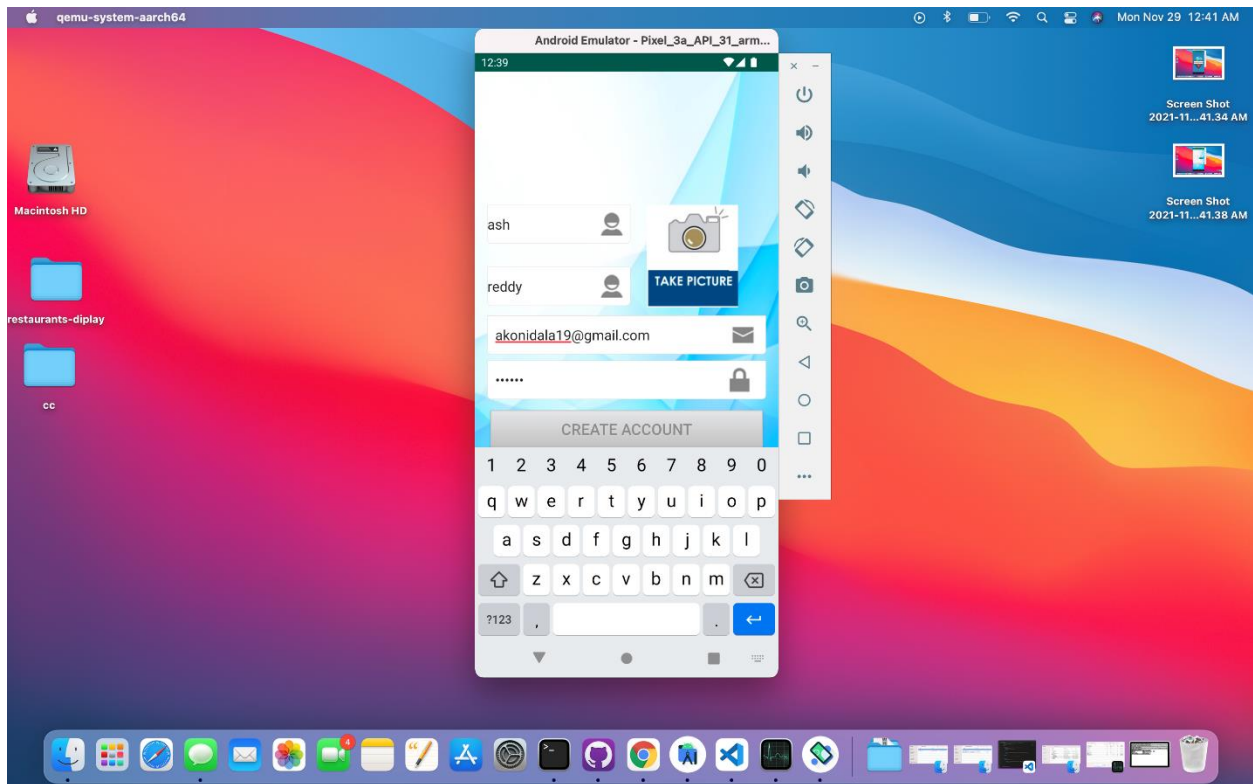 qemu-system-aarch64
Mon Nov 29 12:41 AM
Android Emulator - Pixel_3a_API_31_arm...
12:39
Screen Shot
2021-11...41.34 AM
Macintosh HD
Screen Shot
2021-11...41.38 AM
ash
reddy
TAKE PICTURE
restaurants-diplay
akonidala19@gmail.com
••••••
cc
CREATE ACCOUNT
1 2 3 4 5 6 7 8 9 0
q w e r t y u i o p
a s d f g h j k l
z x c v b n m
?123 , .
4